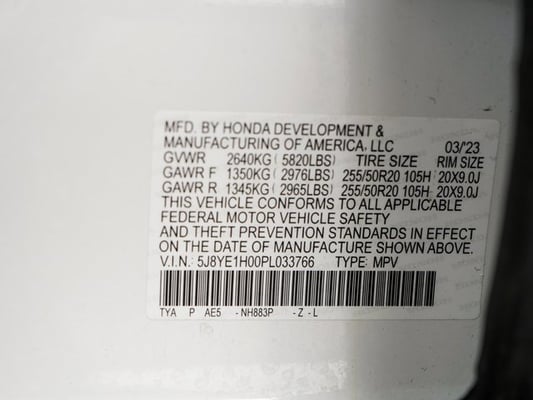 MFD. BY HONDA DEVELOPMENT &
MANUFACTURING OF AMERICA, LLC 03/'23
GVWR 2640KG ( 5820LBS) TIRE SIZE RIM SIZE
GAWR F 1350KG ( 2976LBS) 255/50R20 105H 20X9.0J
GAWR R 1345KG ( 2965LBS) 255/50R20 105H 20X9.0J
THIS VEHICLE CONFORMS TO ALL APPLICABLE
FEDERAL MOTOR VEHICLE SAFETY
AND THEFT PREVENTION STANDARDS IN EFFECT
ON THE DATE OF MANUFACTURE SHOWN ABOVE.
V.I.N: 5J8YE1H00PL033766 TYPE: MPV
TYA P AE5 -NH883P -Z-L